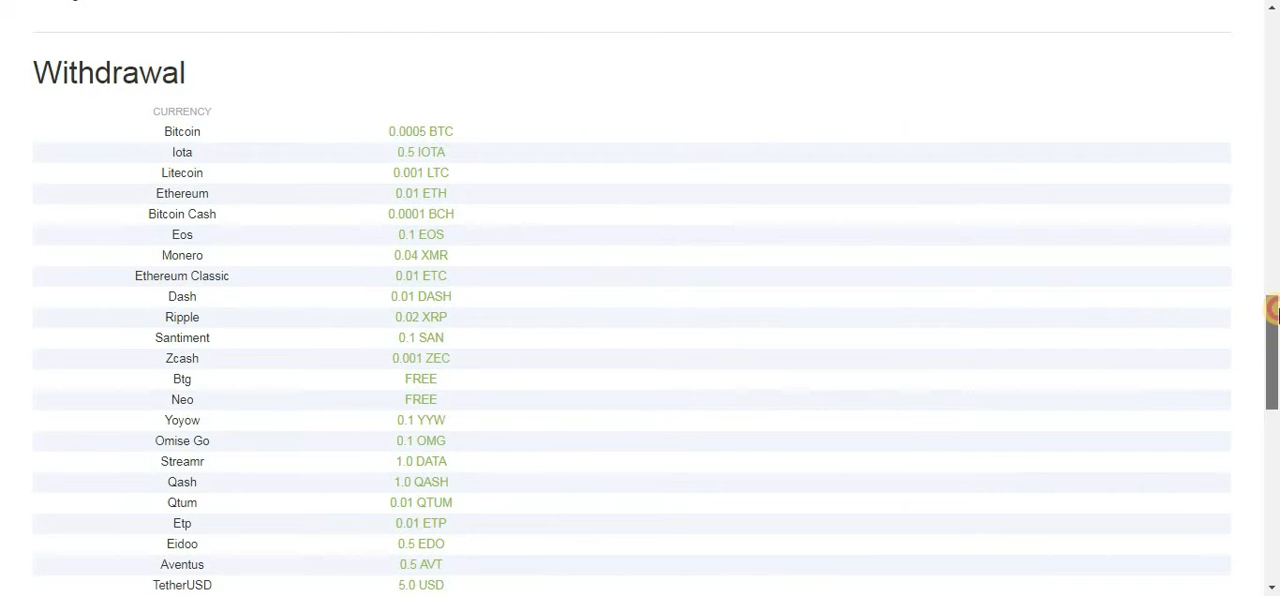 Withdrawal
CURRENCY
Bitcoin 0.0005 BTC
Iota 0.5 IOTA
Litecoin 0.001 LTC
Ethereum 0.01 ETH
Bitcoin Cash 0.0001 BCH
Eos 0.1 EOS
Monero 0.04 XMR
Ethereum Classic 0.01 ETC
Dash 0.01 DASH
Ripple 0.02 XRP
Santiment 0.1 SAN
Zcash 0.001 ZEC
Btg FREE
Neo FREE
Yoyow 0.1 YYW
Omise Go 0.1 OMG
Streamr 1.0 DATA
Qash 1.0 QASH
Qtum 0.01 QTUM
Etp 0.01 ETP
Eidoo 0.5 EDO
Aventus 0.5 AVT
TetherUSD 5.0 USD